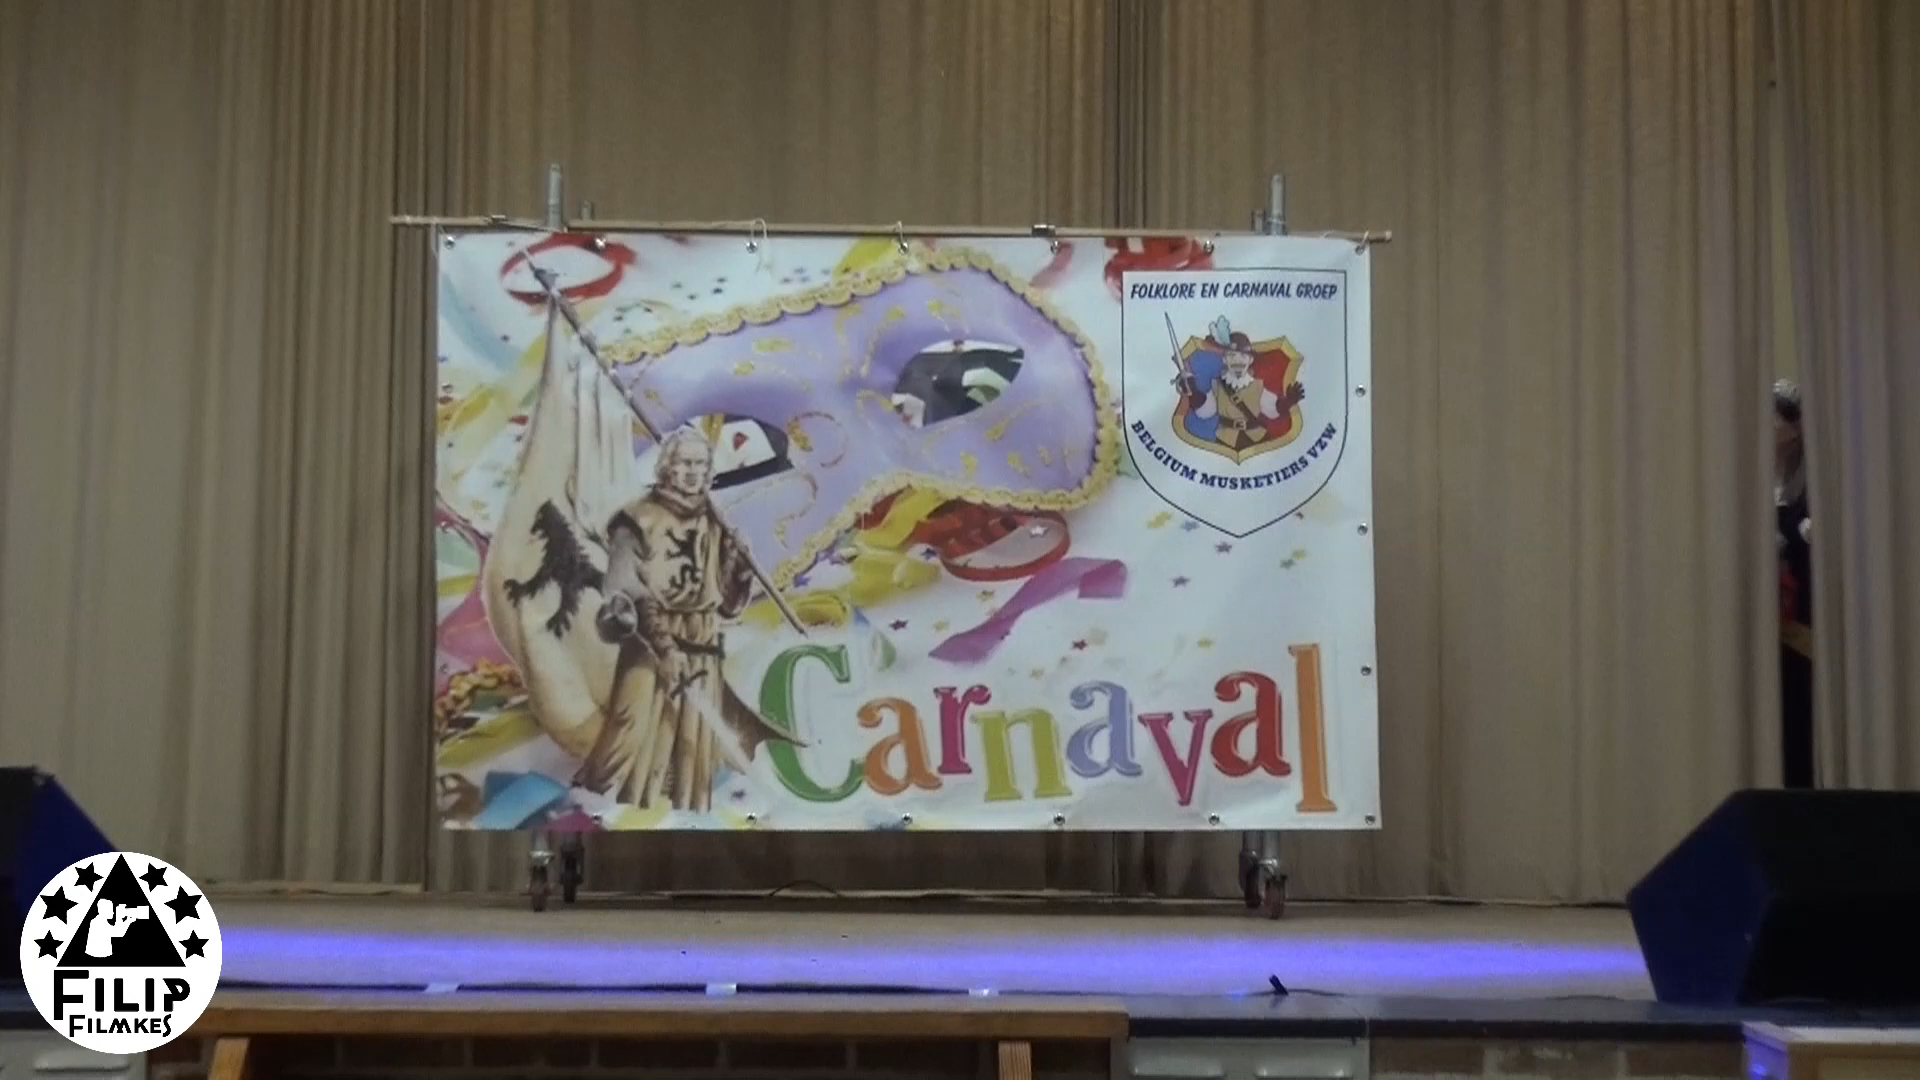 FOLKLORE EN CARNAVAL GROEP
BELGIUM MUSKETIERS VZW
Carnaval
FILIP
FILMKES